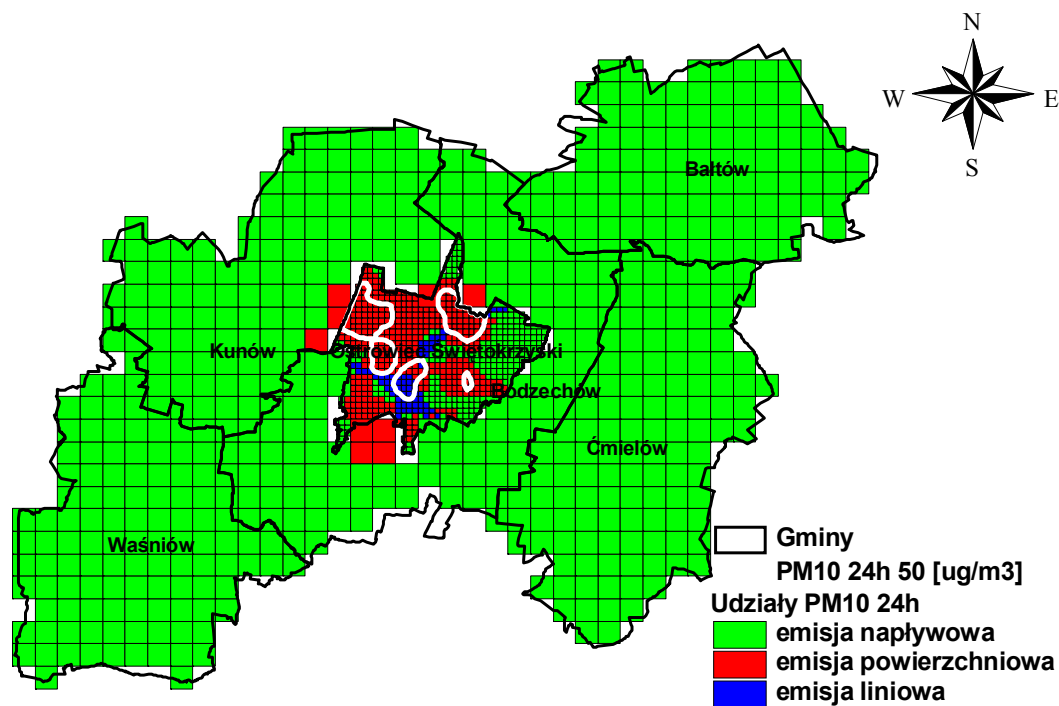 N
W
E
S
Bałtów
Kunów
Ostrowiec Świętokrzyski
Bodzechów
Ćmielów
Waśniów
Gminy
PM10 24h 50 [ug/m3]
Udziały PM10 24h
emisja napływowa
emisja powierzchniowa
emisja liniowa